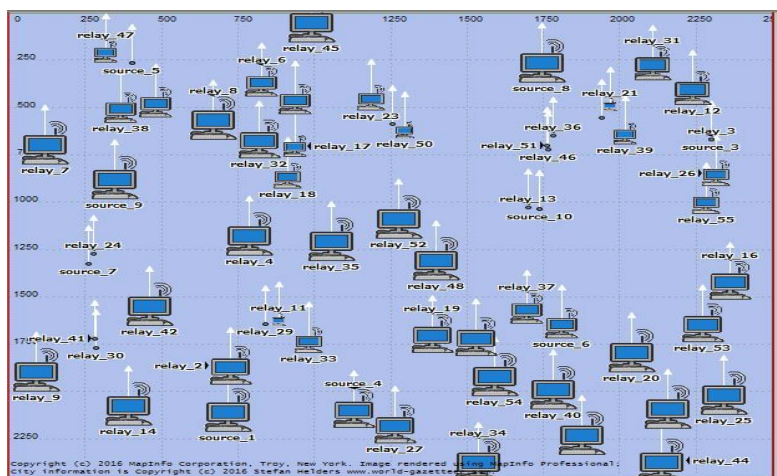 0 250 500 750 1000 1250 1500 1750 2000 2250 25
relay_47
relay_45
relay_31
relay_6
source_5
source_8
250
relay_8
relay_21
relay_12
500
relay_38
relay_23
relay_36
relay_3
relay_50
relay_51
relay_17
relay_39
source_3
relay_46
relay_7
relay_32
750
relay_26
relay_18
source_9
relay_13
1000
source_10
relay_55
relay_24
relay_52
relay_16
1250
relay_4
relay_35
source_7
relay_48
relay_37
1500
relay_11
relay_19
relay_42
relay_29
relay_41
source_6
relay_53
1750
relay_30
relay_33
relay_2
relay_20
source_4
relay_9
relay_54
relay_40
relay_25
2000
relay_14
source_1
relay_27
relay_34
2250
relay_44
Copyright (c) 2016 MapInfo Corporation, Troy, New York. Image rendered using MapInfo Professional;
City information is Copyright (c) 2016 Stefan Helders www.world-gazetteer